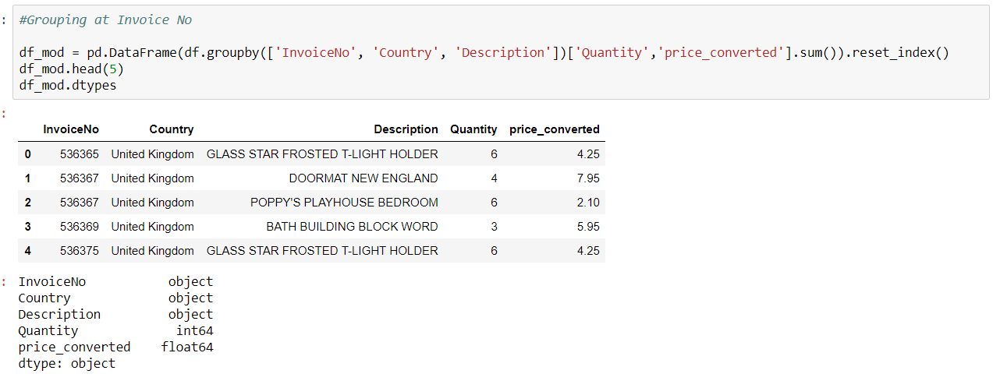 #Grouping at Invoice No
df_mod = pd.DataFrame(df.groupby(['InvoiceNo', 'Country', 'Description'])['Quantity','price_converted'].sum()).reset_index()
df_mod.head(5)
df_mod.dtypes
InvoiceNo Country Description Quantity price_converted
0 536365 United Kingdom GLASS STAR FROSTED T-LIGHT HOLDER 6 4.25
1 536367 United Kingdom DOORMAT NEW ENGLAND 4 7.95
2 536367 United Kingdom POPPY'S PLAYHOUSE BEDROOM 6 2.10
3 536369 United Kingdom BATH BUILDING BLOCK WORD 3 5.95
4 536375 United Kingdom GLASS STAR FROSTED T-LIGHT HOLDER 6 4.25
InvoiceNo object
Country object
Description object
Quantity int64
price_converted float64
dtype: object